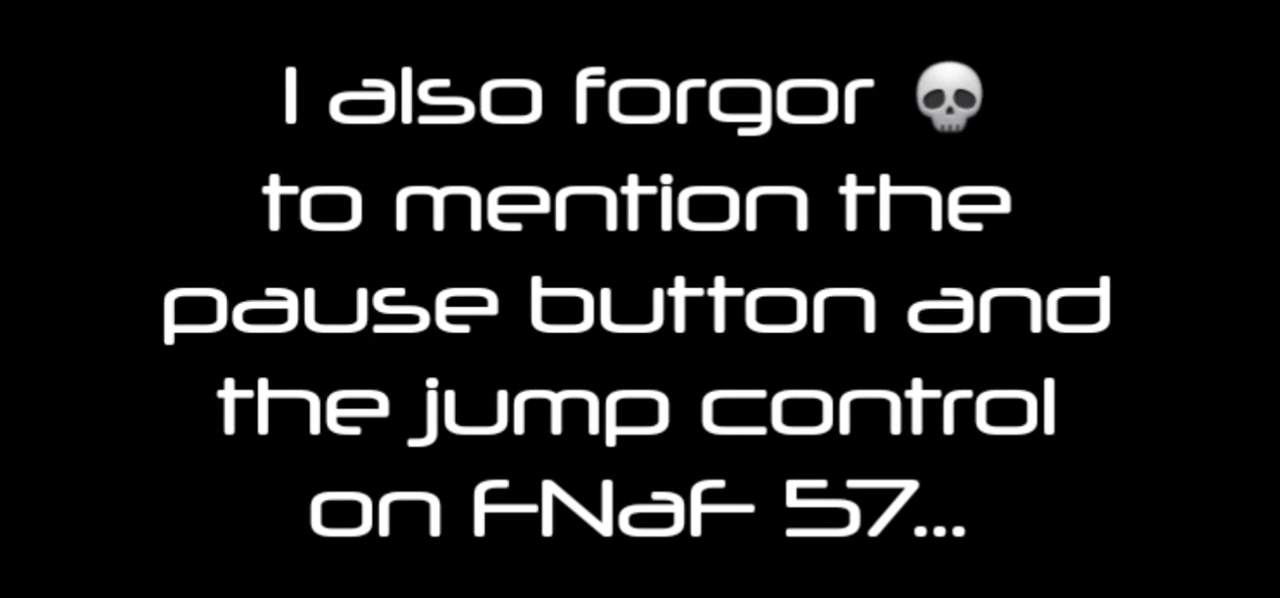 I also forgor 💀
to mention the
pause button and
the jump control
on FNaF 57...